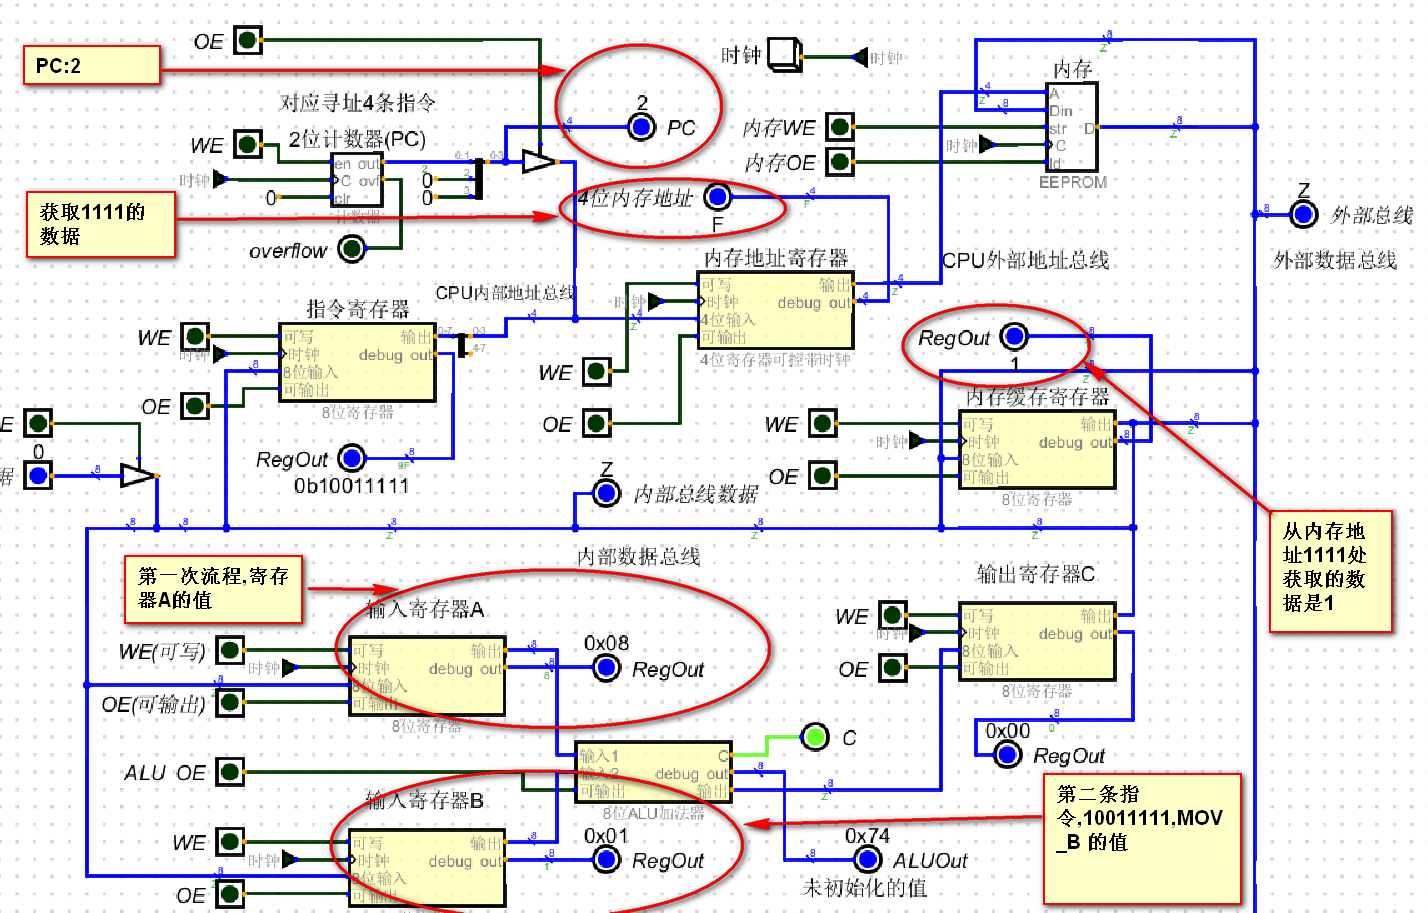 OE
PC:2
时钟
时钟
内存
对应寻址4条指令
2
PC
WE
2位计数器(PC)
内存WE
内存OE
A
Din
str
C
ld
D
EEPROM
时钟
en
out
C
ovf
clr
计数器
0-1
0-3
2
3
0
0
0
获取1111的
数据
4位内存地址
F
overflow
Z
外部总线
外部数据总线
内存地址寄存器
CPU外部地址总线
CPU内部地址总线
可写
时钟
4位输入
可输出
输出
debug out
4位寄存器可控带时钟
时钟
WE
OE
指令寄存器
WE
时钟
OE
可写
时钟
8位输入
可输出
输出
debug out
8位寄存器
0-7
0-3
4-7
RegOut
1
内存缓存寄存器
WE
时钟
OE
可写
时钟
8位输入
可输出
输出
debug out
8位寄存器
E
0
据
RegOut
9F
0b10011111
Z
内部总线数据
从内存地
址1111处
获取的数
据是1
内部数据总线
第一次流程,寄存
器A的值
输入寄存器A
输出寄存器C
WE(可写)
时钟
OE(可输出)
可写
时钟
8位输入
可输出
输出
debug out
8位寄存器
0x08
RegOut
WE
时钟
OE
可写
时钟
8位输入
可输出
输出
debug out
8位寄存器
0x00
RegOut
C
ALU OE
输入1
输入2
可输出
C
debug out
输出
8位ALU加法器
输入寄存器B
WE
时钟
OE
可写
时钟
8位输入
可输出
输出
debug out
0x01
RegOut
0x74
ALUOut
未初始化的值
第二条指
令,10011111,MOV
_B 的值